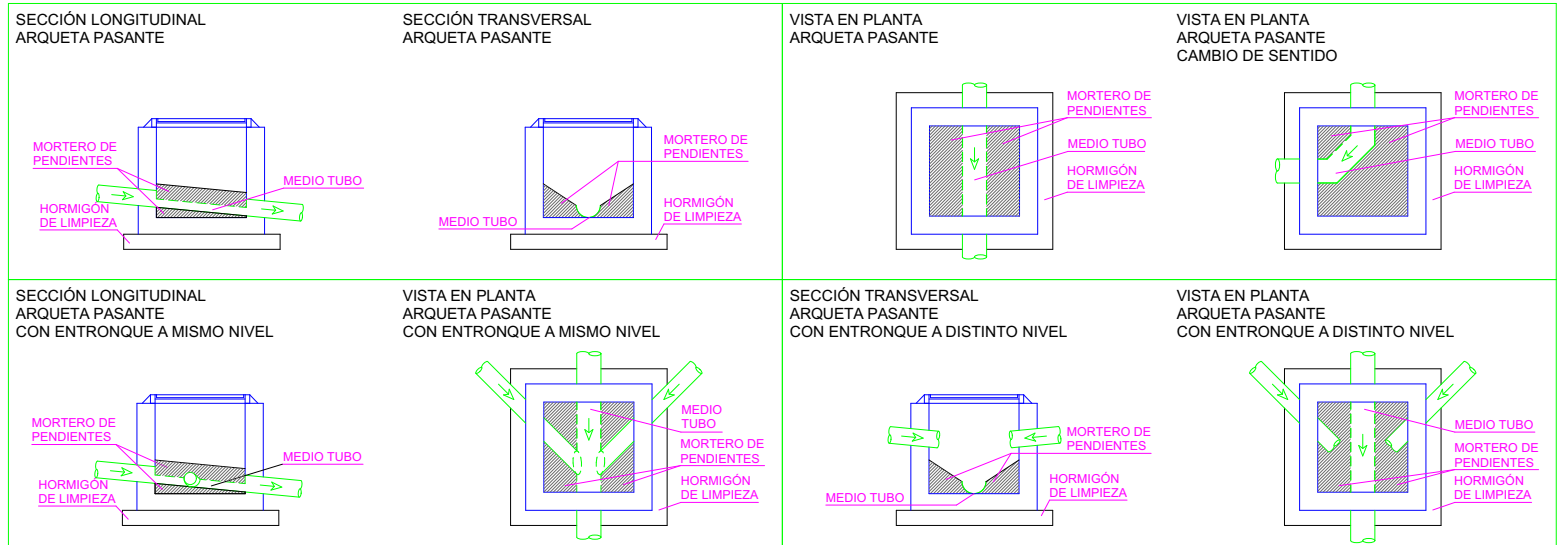 SECCIÓN LONGITUDINAL
ARQUETA PASANTE
MORTERO DE
PENDIENTES
MEDIO TUBO
HORMIGÓN
DE LIMPIEZA
SECCIÓN TRANSVERSAL
ARQUETA PASANTE
MORTERO DE
PENDIENTES
MEDIO TUBO
HORMIGÓN
DE LIMPIEZA
VISTA EN PLANTA
ARQUETA PASANTE
MORTERO DE
PENDIENTES
MEDIO TUBO
HORMIGÓN
DE LIMPIEZA
VISTA EN PLANTA
ARQUETA PASANTE
CAMBIO DE SENTIDO
MORTERO DE
PENDIENTES
MEDIO TUBO
HORMIGÓN
DE LIMPIEZA
SECCIÓN LONGITUDINAL
ARQUETA PASANTE
CON ENTRONQUE A MISMO NIVEL
MORTERO DE
PENDIENTES
MEDIO TUBO
HORMIGÓN
DE LIMPIEZA
VISTA EN PLANTA
ARQUETA PASANTE
CON ENTRONQUE A MISMO NIVEL
MEDIO
TUBO
MORTERO DE
PENDIENTES
HORMIGÓN
DE LIMPIEZA
SECCIÓN TRANSVERSAL
ARQUETA PASANTE
CON ENTRONQUE A DISTINTO NIVEL
MORTERO DE
PENDIENTES
HORMIGÓN
DE LIMPIEZA
MEDIO TUBO
VISTA EN PLANTA
ARQUETA PASANTE
CON ENTRONQUE A DISTINTO NIVEL
MEDIO TUBO
MORTERO DE
PENDIENTES
HORMIGÓN
DE LIMPIEZA